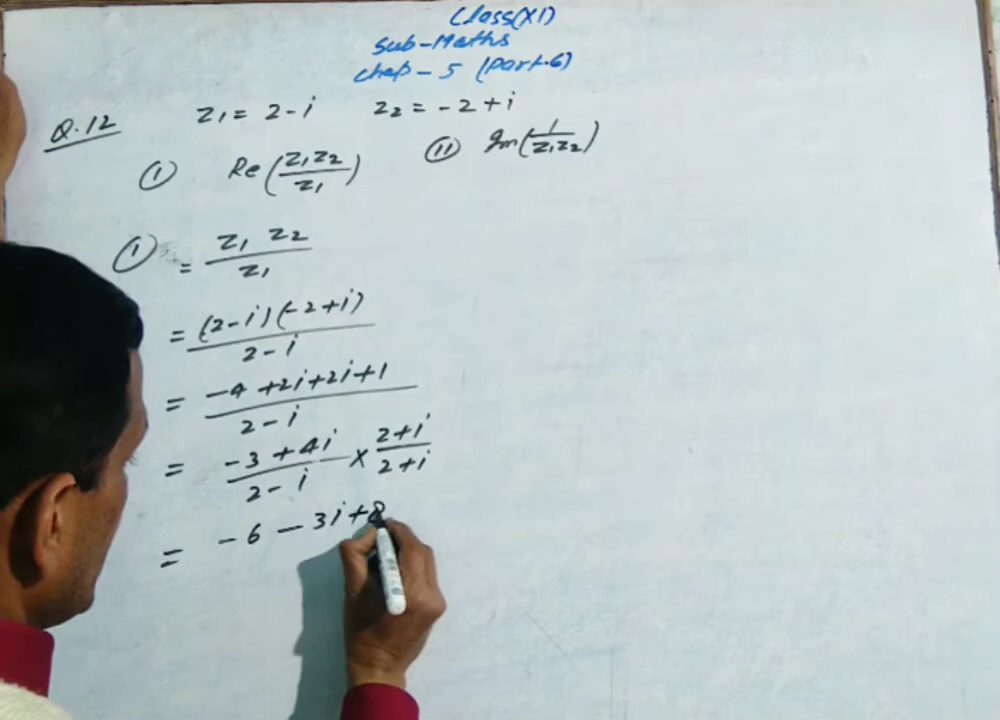 Class(XI)
Sub-Maths
Chap - 5 (Part-6)
Q.12 z₁ = 2 - i z₂ = - 2 + i
(I) Re(z₁z₂/z₁) (II) Im(1/z₁z₂)
(I) = z₁ z₂/z₁
= (2-i)(-2+i)/2-i
= -4 +2i+2i+1/2-i
= -3 + 4i/2-i × 2+i/2+i
= -6 - 3i + 8